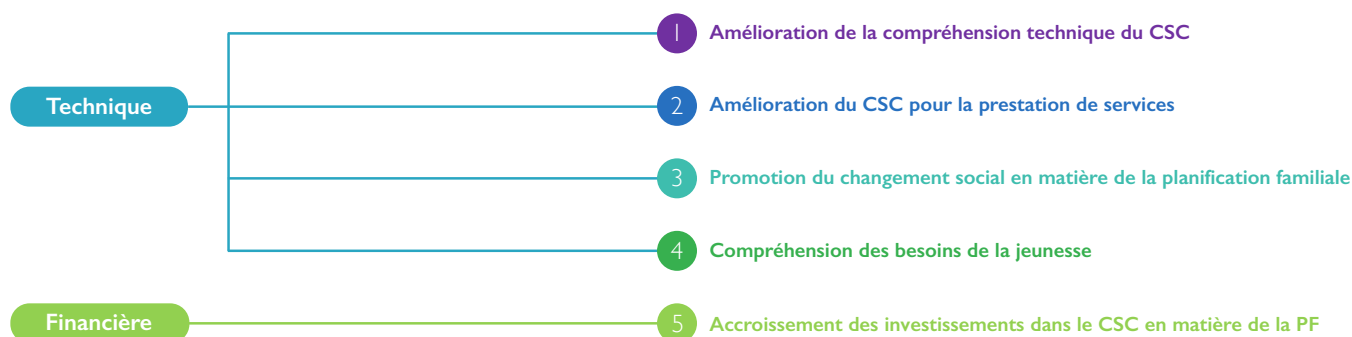 1 Amélioration de la compréhension technique du CSC
Technique
2 Amélioration du CSC pour la prestation de services
3 Promotion du changement social en matière de la planification familiale
4 Compréhension des besoins de la jeunesse
Financière
5 Accroissement des investissements dans le CSC en matière de la PF